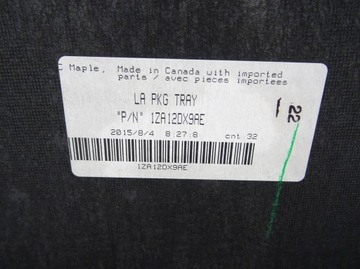 C Maple, Made in Canada with imported
parts / avec pieces importees
LA PKG TRAY
"P/N" 1ZA12DX9AE
2015/8/4 8:27:8 cnt:32
1ZA12DX9AE
22